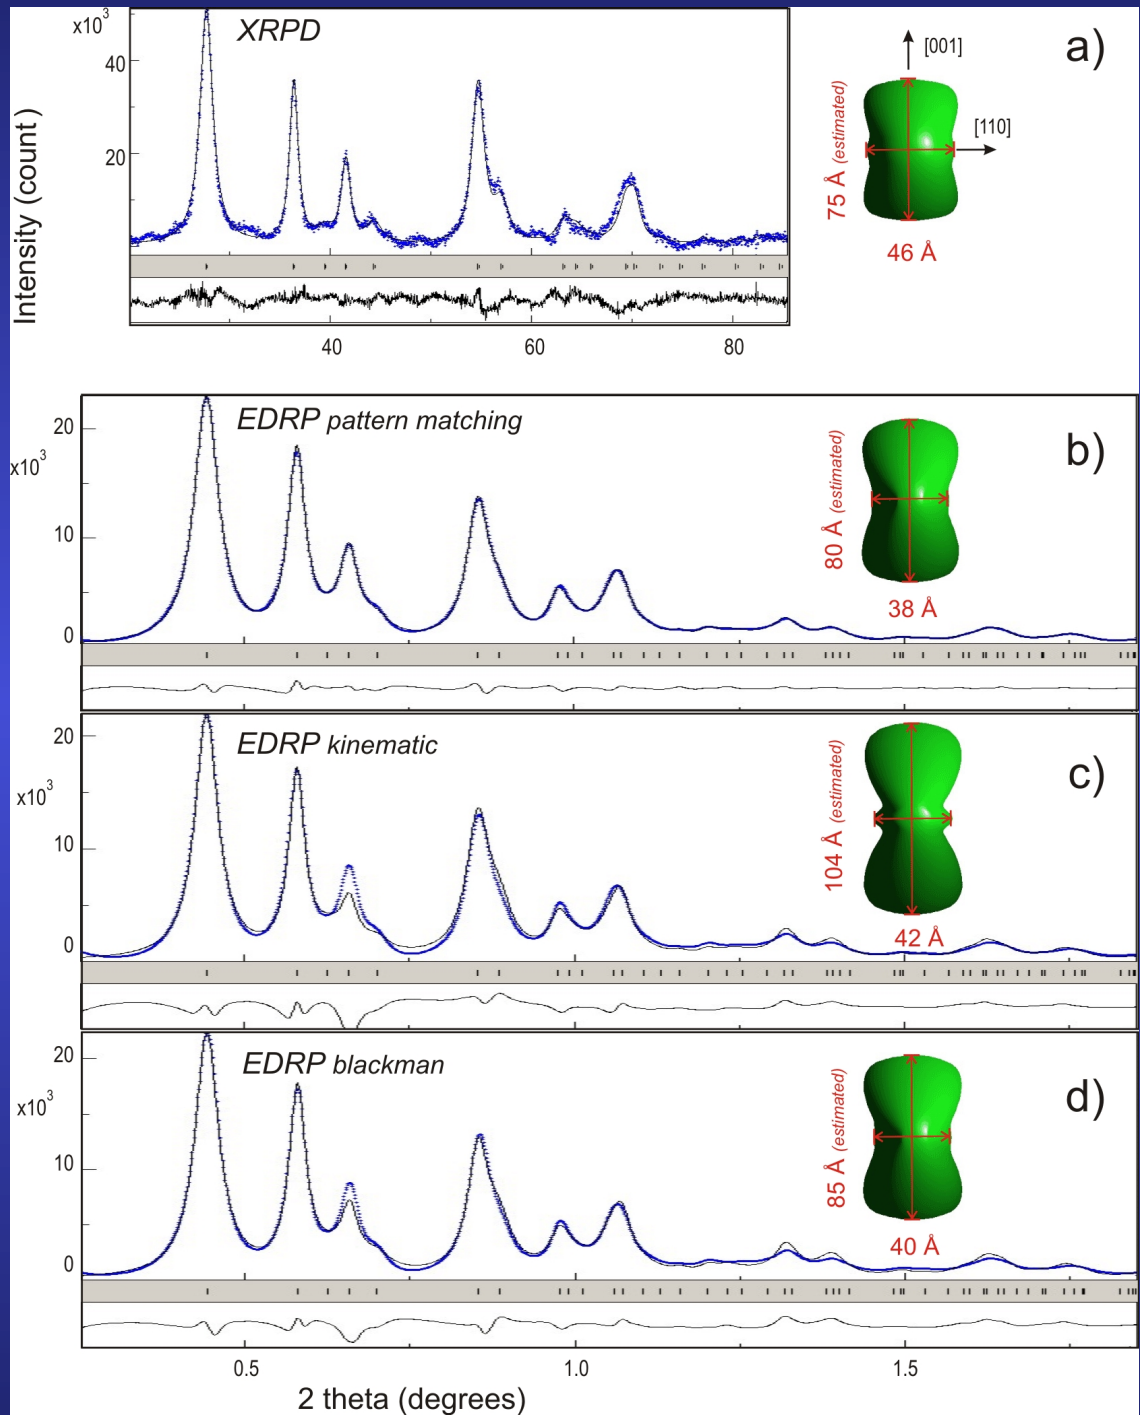 XRPD
x10³
40
20
Intensity (count)
40
60
80
a)
[001]
[110]
75 Å (estimated)
46 Å
EDRP pattern matching
20
x10³
10
0
b)
80 Å (estimated)
38 Å
EDRP kinematic
20
x10³
10
0
c)
104 Å (estimated)
42 Å
EDRP blackman
20
x10³
10
0
d)
85 Å (estimated)
40 Å
0.5
1.0
1.5
2 theta (degrees)